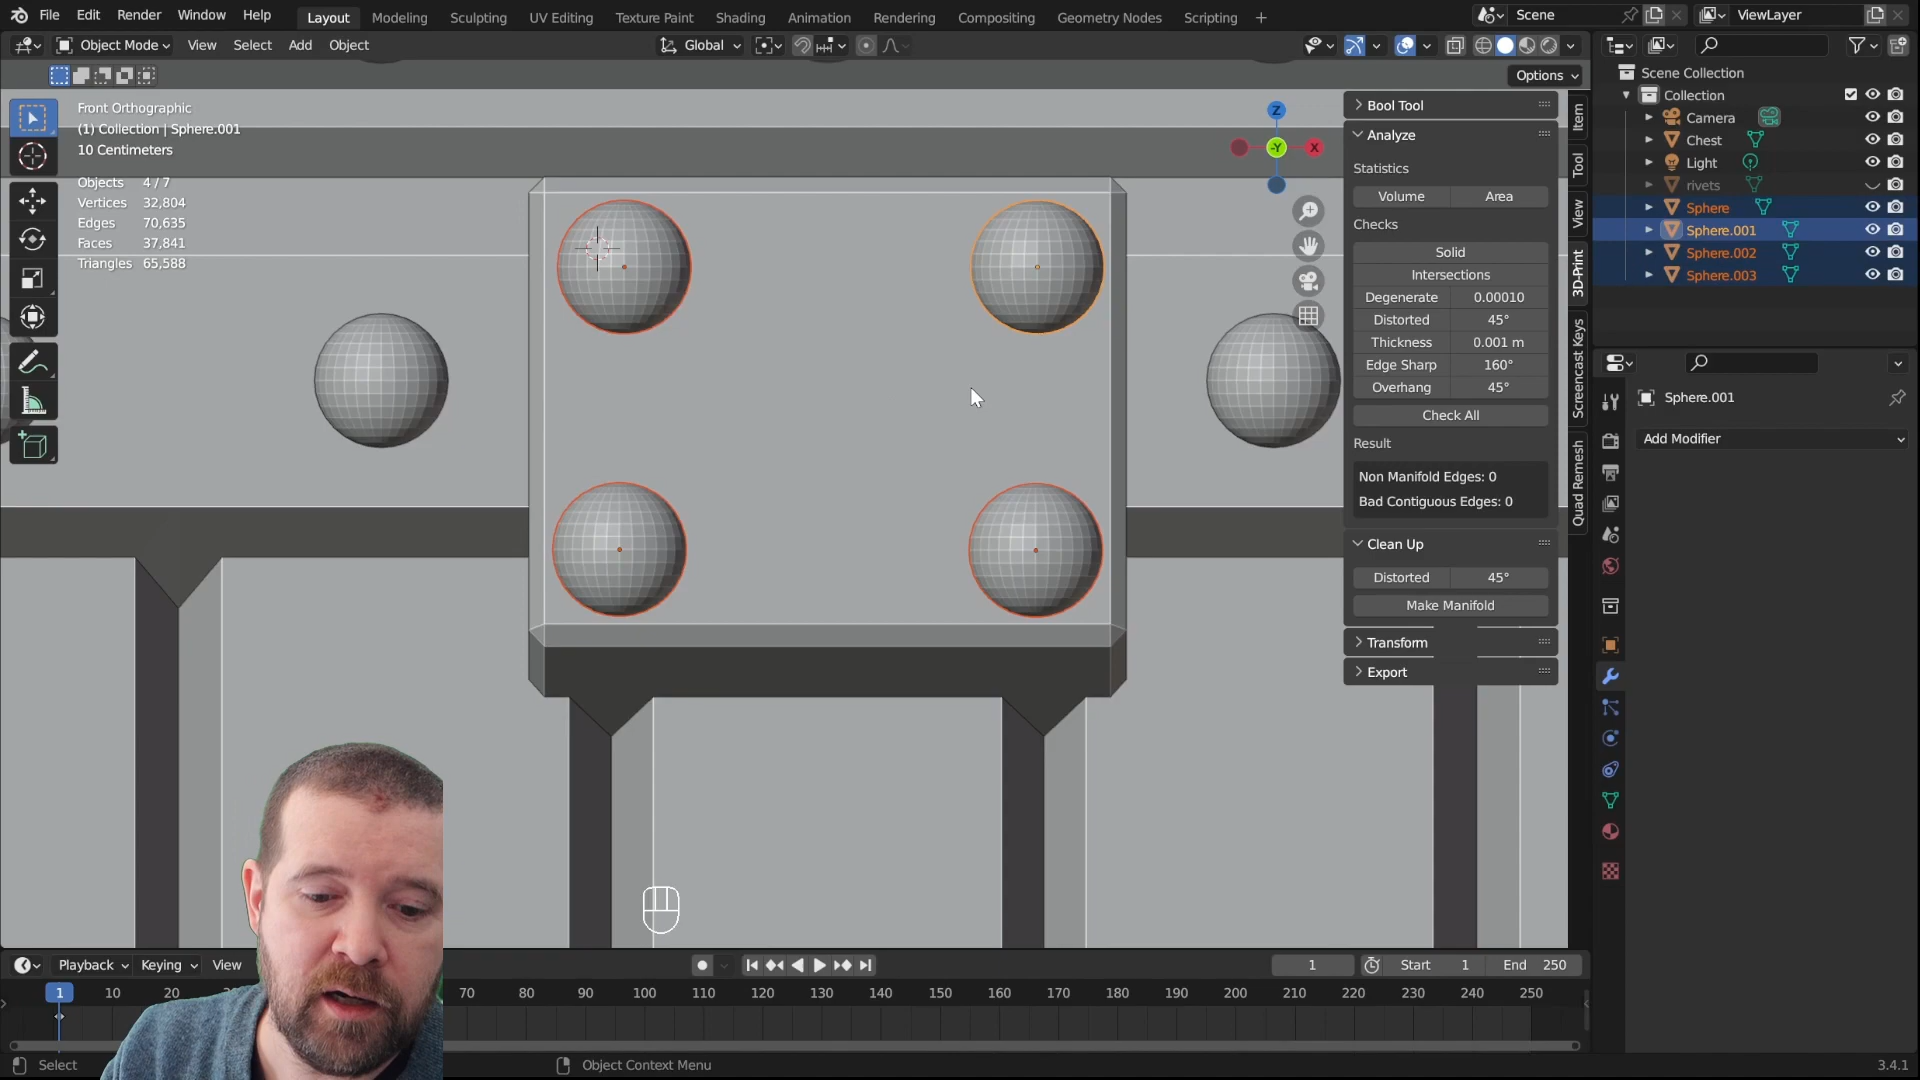 File Edit Render Window Help Layout Modeling Sculpting UV Editing Texture Paint Shading Animation Rendering Compositing Geometry Nodes Scripting Scene ViewLayer
Object Mode View Select Add Object Global
Options
Front Orthographic
(1) Collection | Sphere.001
10 Centimeters
Objects 4 / 7
Vertices 32,804
Edges 70,635
Faces 37,841
Triangles 65,588
Z
-Y
X
Bool Tool
Analyze
Statistics
Volume Area
Checks
Solid
Intersections
Degenerate 0.00010
Distorted 45°
Thickness 0.001 m
Edge Sharp 160°
Overhang 45°
Check All
Result
Non Manifold Edges: 0
Bad Contiguous Edges: 0
Clean Up
Distorted 45°
Make Manifold
Transform
Export
Item
Tool
View
3D-Print
Screencast Keys
Quad Remesh
Scene Collection
Collection
Camera
Chest
Light
rivets
Sphere
Sphere.001
Sphere.002
Sphere.003
Sphere.001
Add Modifier
Playback Keying View 1 Start 1 End 250
1 10 20 70 80 90 100 110 120 130 140 150 160 170 180 190 200 210 220 230 240 250
Select Object Context Menu 3.4.1